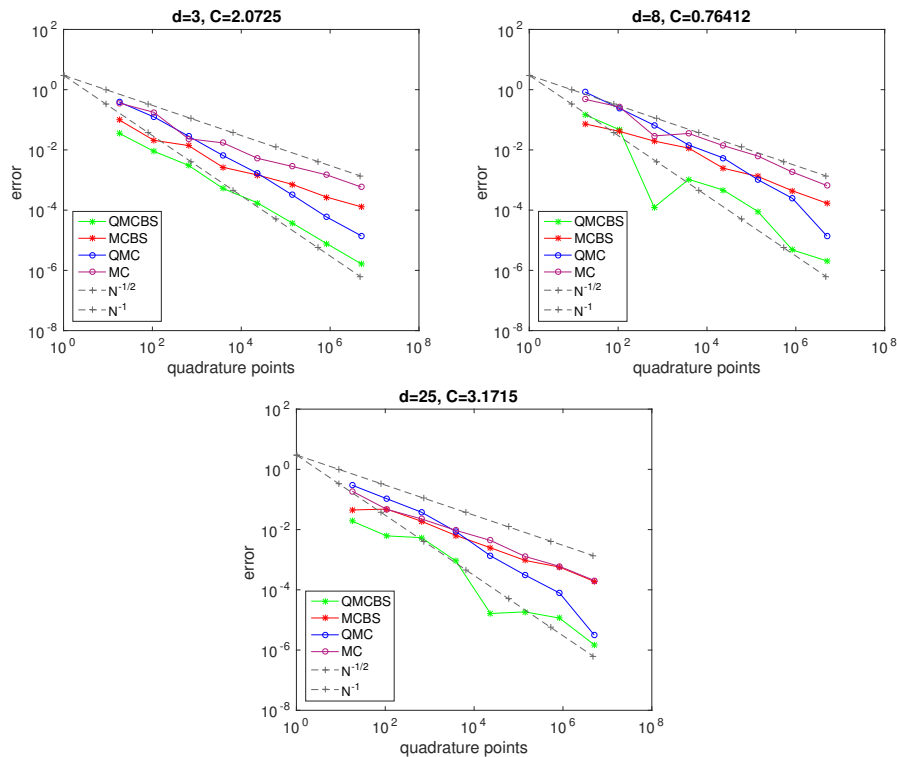 d=3, C=2.0725
10^2
10^0
10^-2
10^-4
10^-6
10^-8
error
QMCBS
MCBS
QMC
MC
N^-1/2
N^-1
10^0 10^2 10^4 10^6 10^8
quadrature points
d=8, C=0.76412
10^2
10^0
10^-2
10^-4
10^-6
10^-8
error
QMCBS
MCBS
QMC
MC
N^-1/2
N^-1
10^0 10^2 10^4 10^6 10^8
quadrature points
d=25, C=3.1715
10^2
10^0
10^-2
10^-4
10^-6
10^-8
error
QMCBS
MCBS
QMC
MC
N^-1/2
N^-1
10^0 10^2 10^4 10^6 10^8
quadrature points